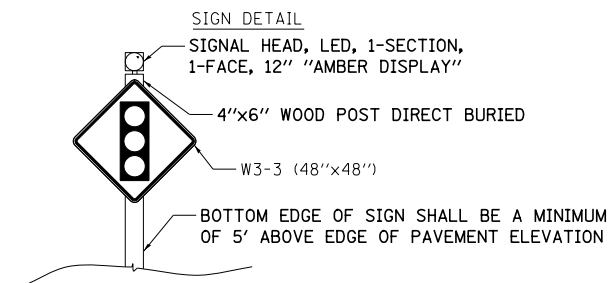 SIGN DETAIL
SIGNAL HEAD, LED, 1-SECTION,
1-FACE, 12" "AMBER DISPLAY"
4"x6" WOOD POST DIRECT BURIED
W3-3 (48"x48")
BOTTOM EDGE OF SIGN SHALL BE A MINIMUM
OF 5' ABOVE EDGE OF PAVEMENT ELEVATION